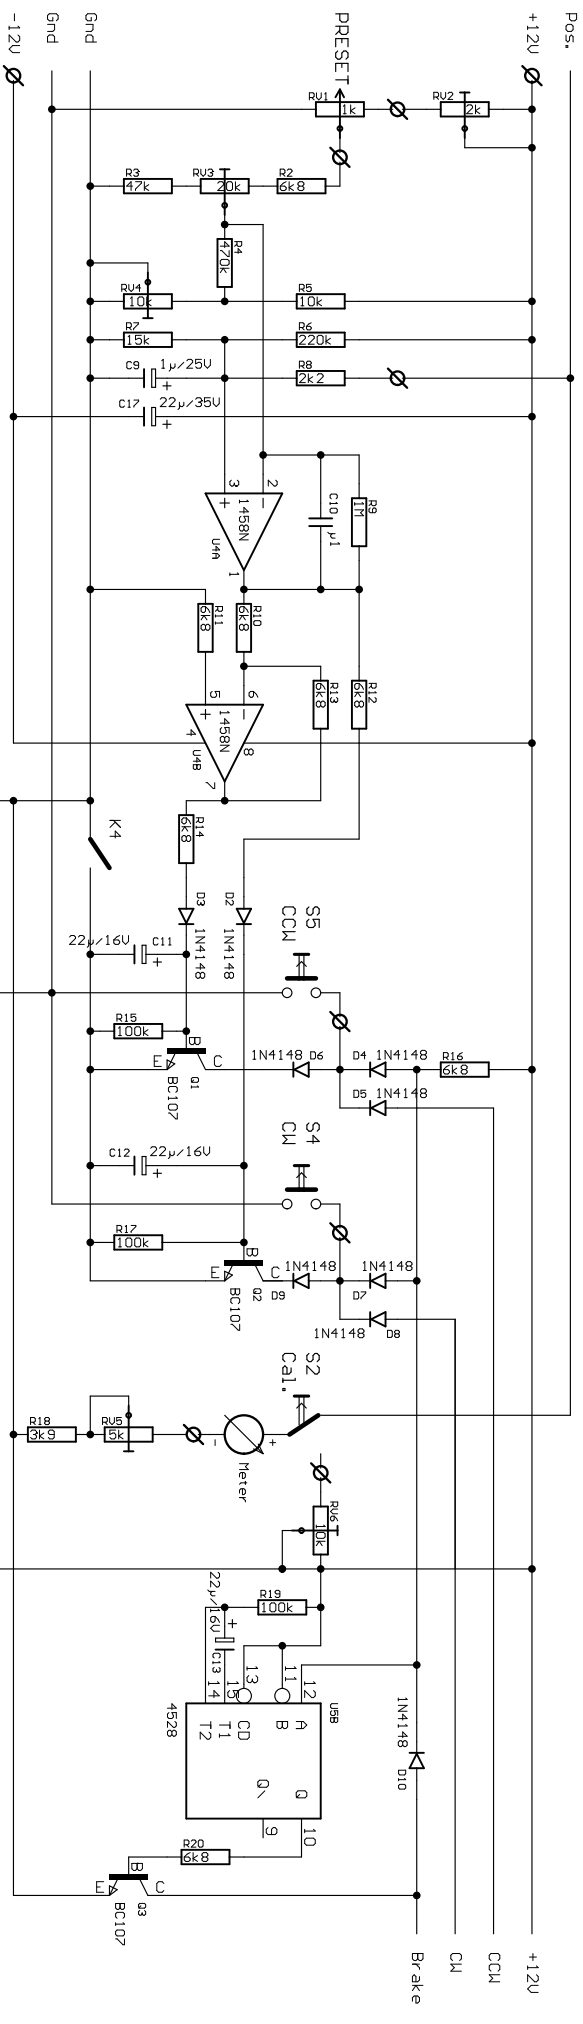 -12V
Gnd
Gnd
PRESET
+12V
Pos.
RV1
1k
RV2
2k
R3
47k
RV3
20k
R2
6k8
R4
470k
RV4
10k
R5
10k
R7
15k
R6
220k
C9
1µ/25V
+
R8
2k2
C17
22µ/35V
+
3
2
+
−
1458N
U4A
1
C10
µ1
R9
1M
R11
6k8
R10
6k8
R13
6k8
R12
6k8
5
6
+
−
1458N
4
8
U4B
7
K4
R14
6k8
D3
1N4148
D2
1N4148
S5
CCW
22µ/16V
C11
+
R15
100k
B
E
C
Q1
BC107
1N4148
D6
D4
1N4148
R16
6k8
D5
1N4148
S4
CW
C12
22µ/16V
+
R17
100k
B
E
C
Q2
BC107
1N4148
D9
1N4148
D7
1N4148
D8
S2
Cal.
R18
3k9
RV5
5k
-
+
Meter
RV6
10k
22µ/16V
+
C13
R19
100k
14
15
13
11
12
U5B
4528
T2
T1
CD
B
A
Q\
Q
9
10
1N4148
D10
R20
6k8
B
E
C
Q3
BC107
Brake
CW
CCW
+12V